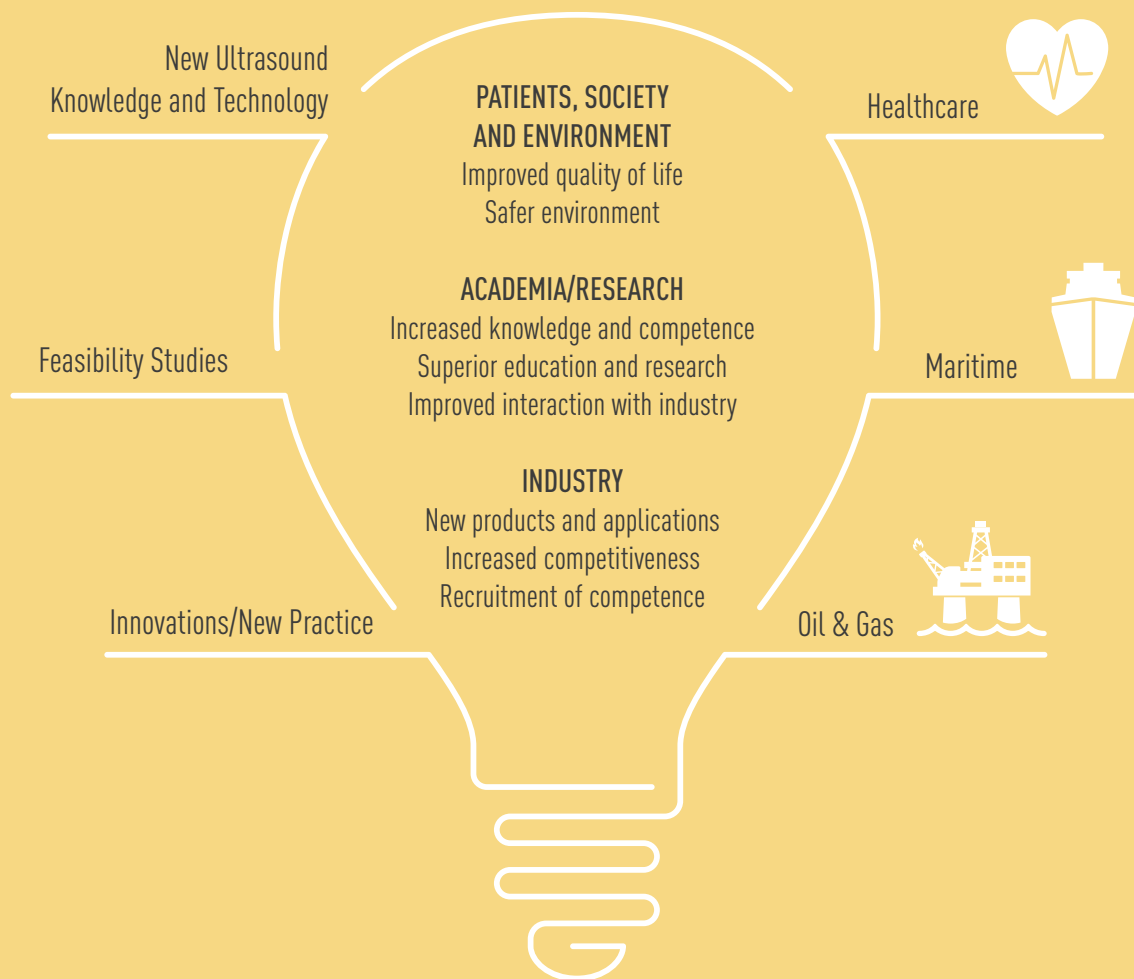 New Ultrasound
Knowledge and Technology
Feasibility Studies
Innovations/New Practice
PATIENTS, SOCIETY
AND ENVIRONMENT
Improved quality of life
Safer environment
ACADEMIA/RESEARCH
Increased knowledge and competence
Superior education and research
Improved interaction with industry
INDUSTRY
New products and applications
Increased competitiveness
Recruitment of competence
Healthcare
Maritime
Oil & Gas